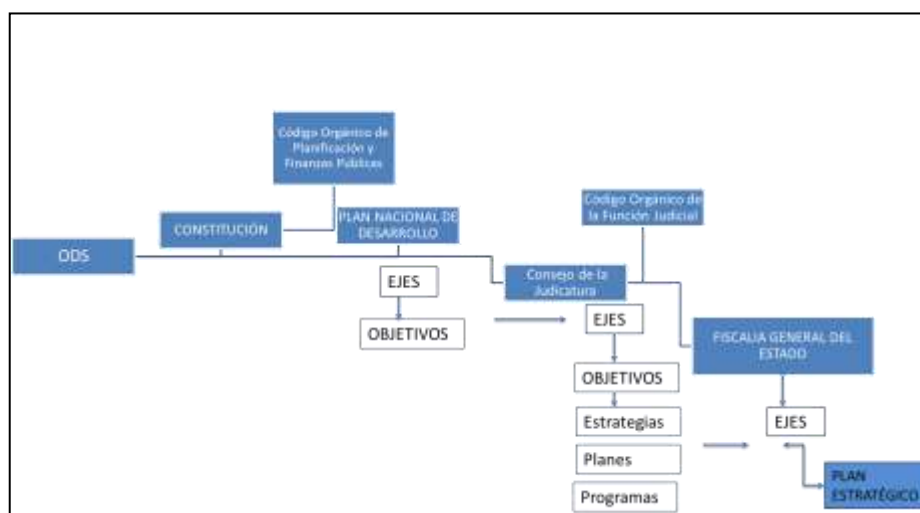 Código Orgánico de
Planificación y
Finanzas Públicas
CONSTITUCIÓN
PLAN NACIONAL DE
DESARROLLO
Código Orgánico de
la Función Judicial
ODS
EJES
OBJETIVOS
Consejo de la
Judicatura
EJES
OBJETIVOS
Estrategias
Planes
Programas
FISCALIA GENERAL DEL
ESTADO
EJES
PLAN
ESTRATÉGICO